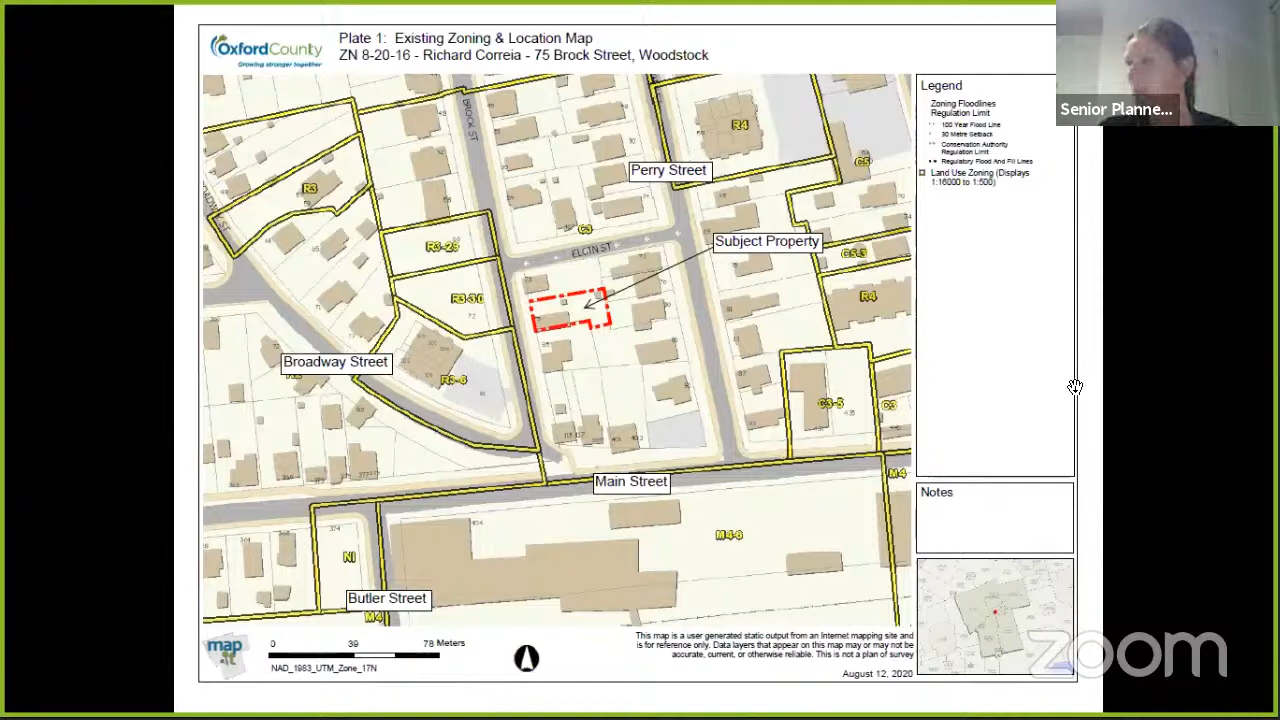 OxfordCounty
Growing stronger together
Plate 1: Existing Zoning & Location Map
ZN 8-20-16 - Richard Correia - 75 Brock Street, Woodstock
Senior Planne...
Legend
Zoning Floodlines
Regulation Limit
100 Year Flood Line
30 Metre Setback
Conservation Authority
Regulation Limit
Regulatory Flood And Fill Lines
Land Use Zoning (Displays
1:16000 to 1:500)
BROCK ST
R4
C5
Perry Street
R3
C3
Subject Property
R3-29
ELGIN ST
C5-3
R3-30
R4
72
Broadway Street
R3-6
C3-5
C3
Main Street
M4
Notes
374
404
M4-6
NI
Butler Street
M4
map
0 39 78 Meters
NAD_1983_UTM_Zone_17N
This map is a user generated static output from an Internet mapping site and
is for reference only. Data layers that appear on this map may or may not be
accurate, current, or otherwise reliable. This is not a plan of survey
August 12, 2020
zoom